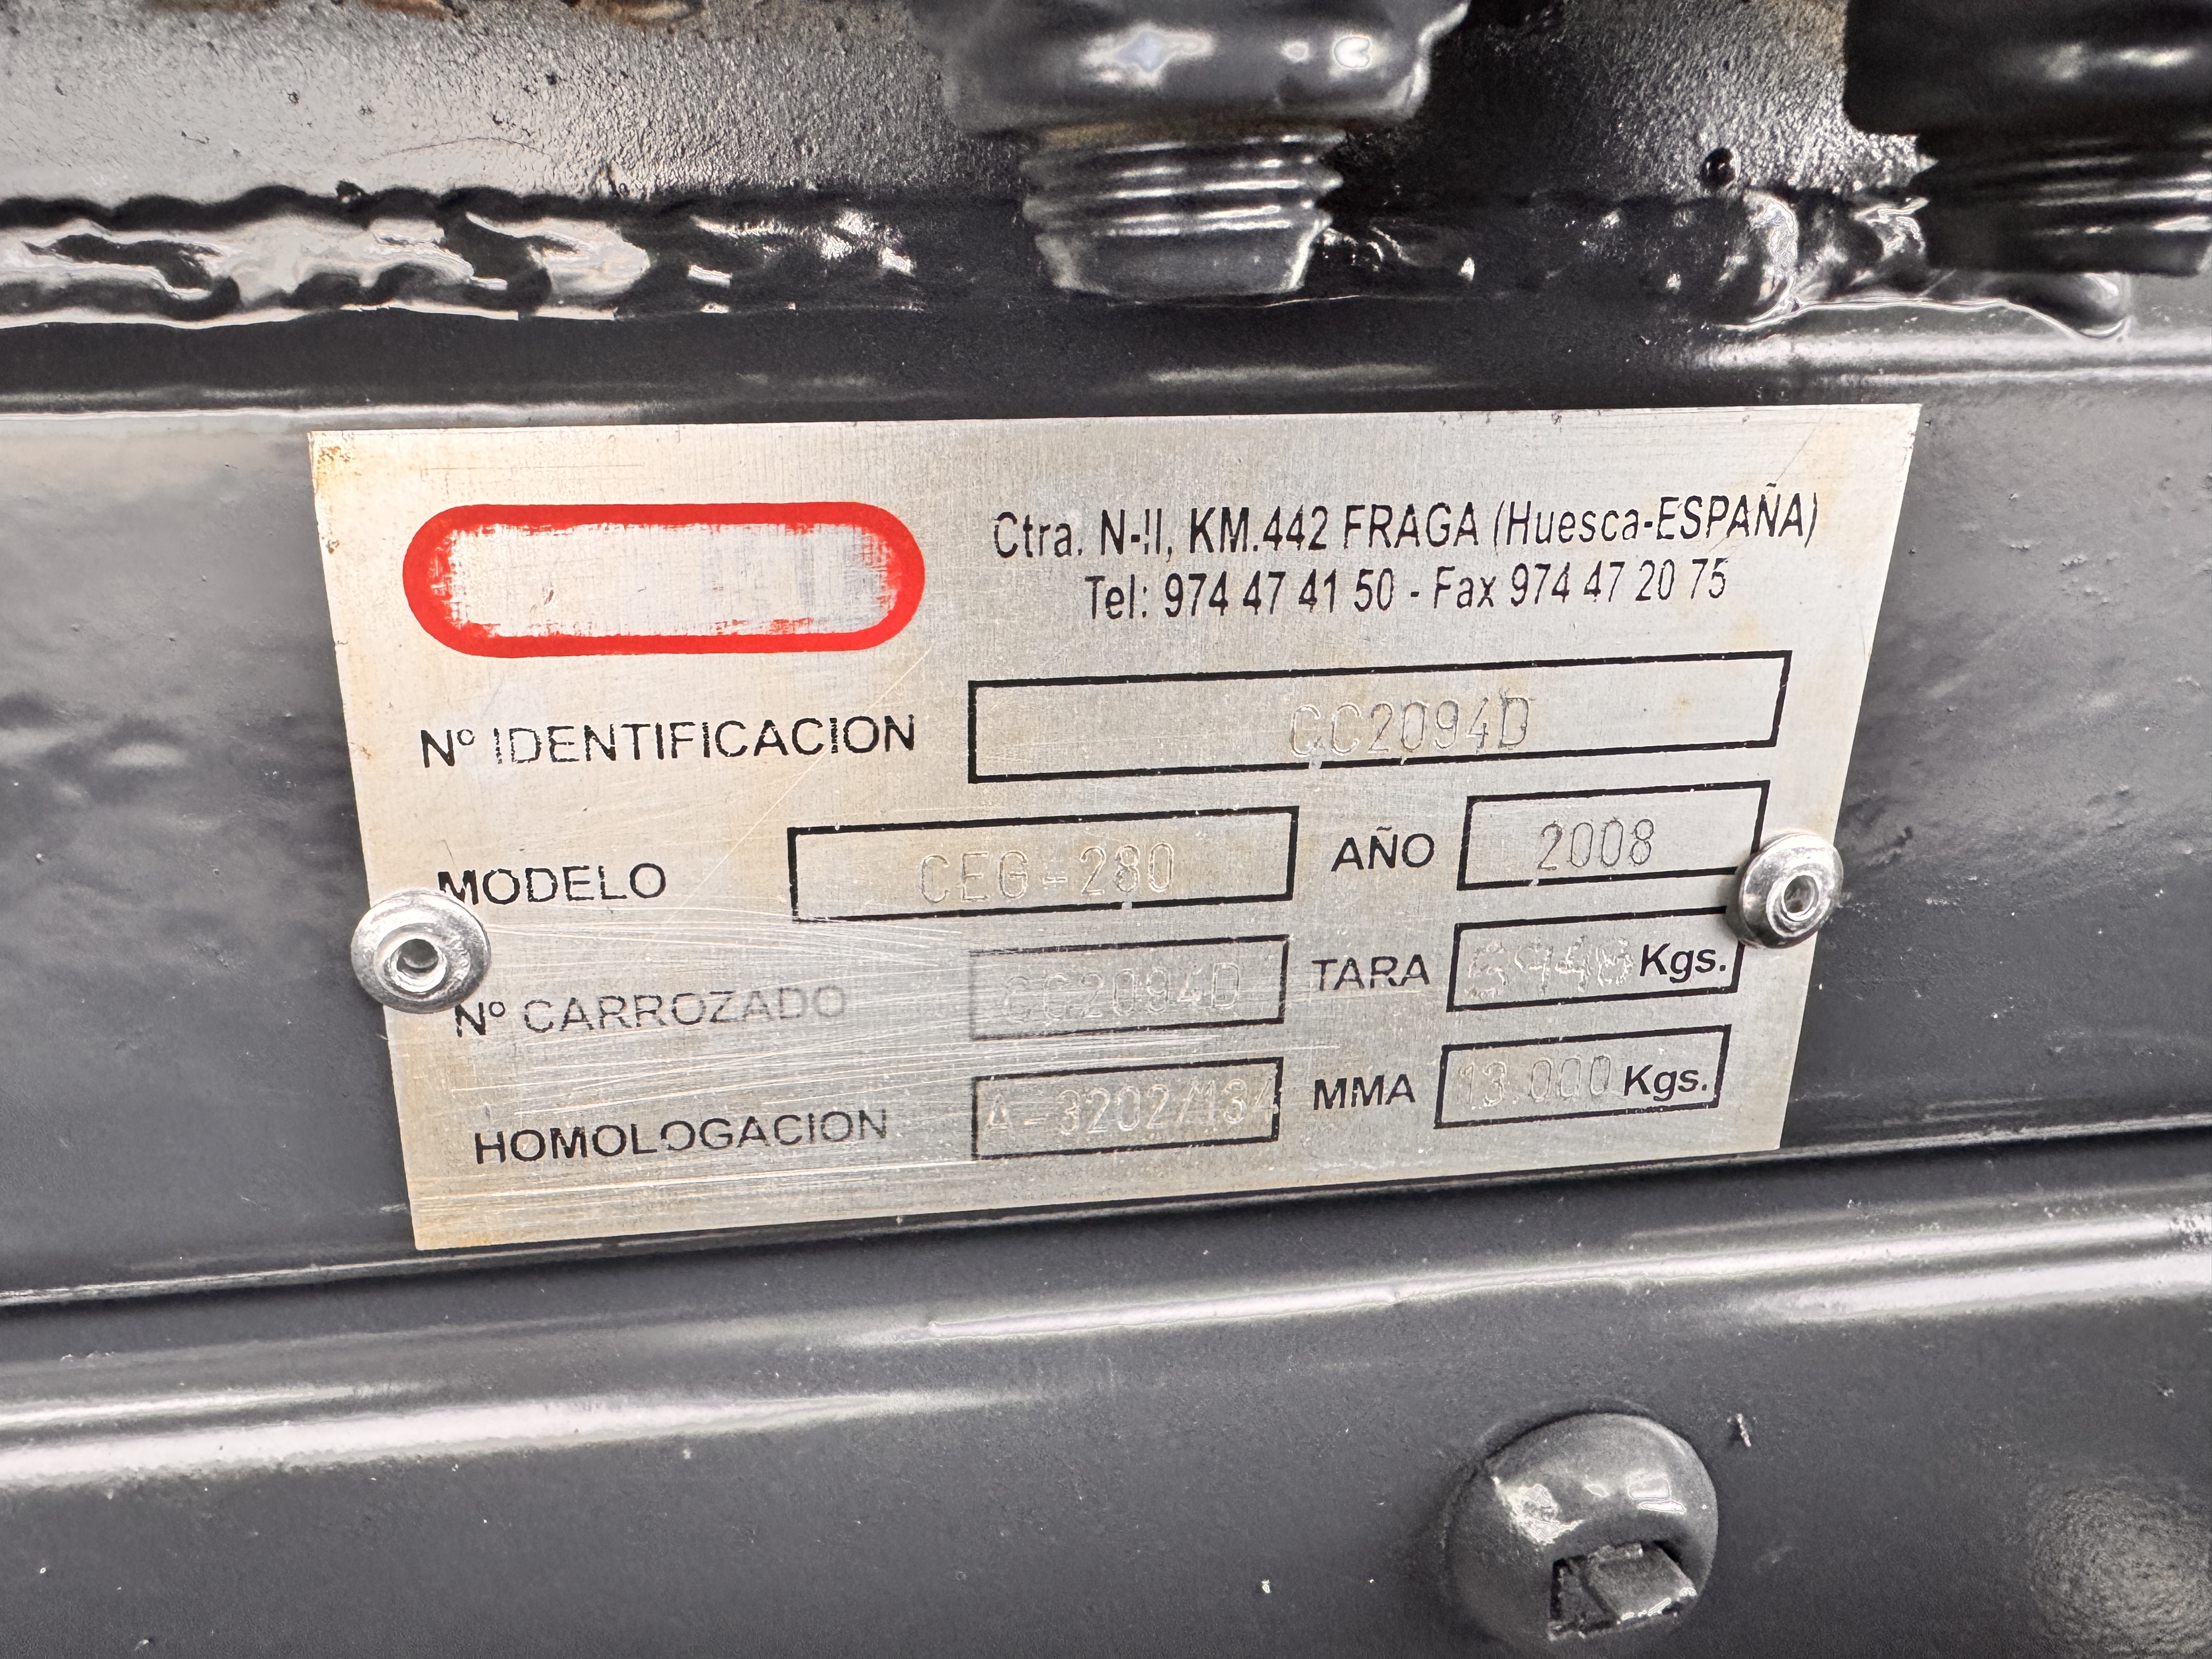 Ctra. N-II, KM.442 FRAGA (Huesca-ESPAÑA)
Tel: 974 47 41 50 - Fax 974 47 20 75
Nº IDENTIFICACION CC2094D
MODELO CEG-280 AÑO 2008
Nº CARROZADO CC2094D TARA Kgs.
HOMOLOGACION A-3202/134 MMA 13.000 Kgs.